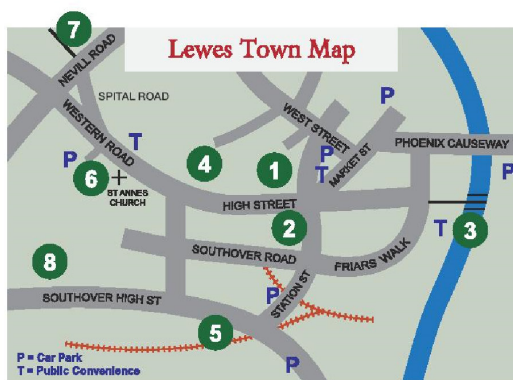 7
Lewes Town Map
NEVILL ROAD
SPITAL ROAD
P
WEST STREET
WESTERN ROAD
T
P
4
1
P
T
MARKET ST
PHOENIX CAUSEWAY
P
6
ST ANNES
CHURCH
HIGH STREET
2
T
3
SOUTHOVER ROAD
FRIARS WALK
8
SOUTHOVER HIGH ST
P
STATION ST
5
P
P = Car Park
T = Public Convenience